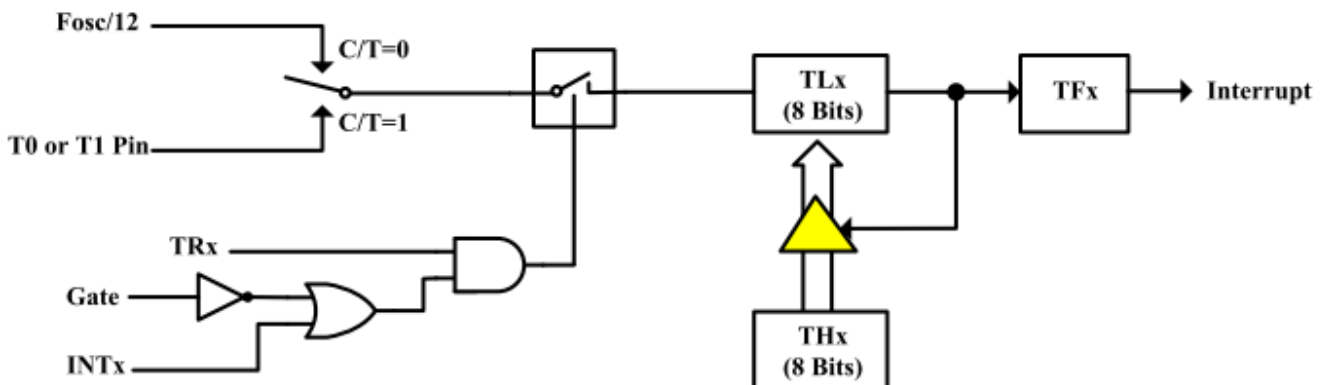 Fosc/12
C/T=0
C/T=1
T0 or T1 Pin
TLx
(8 Bits)
TFx
Interrupt
TRx
Gate
INTx
THx
(8 Bits)